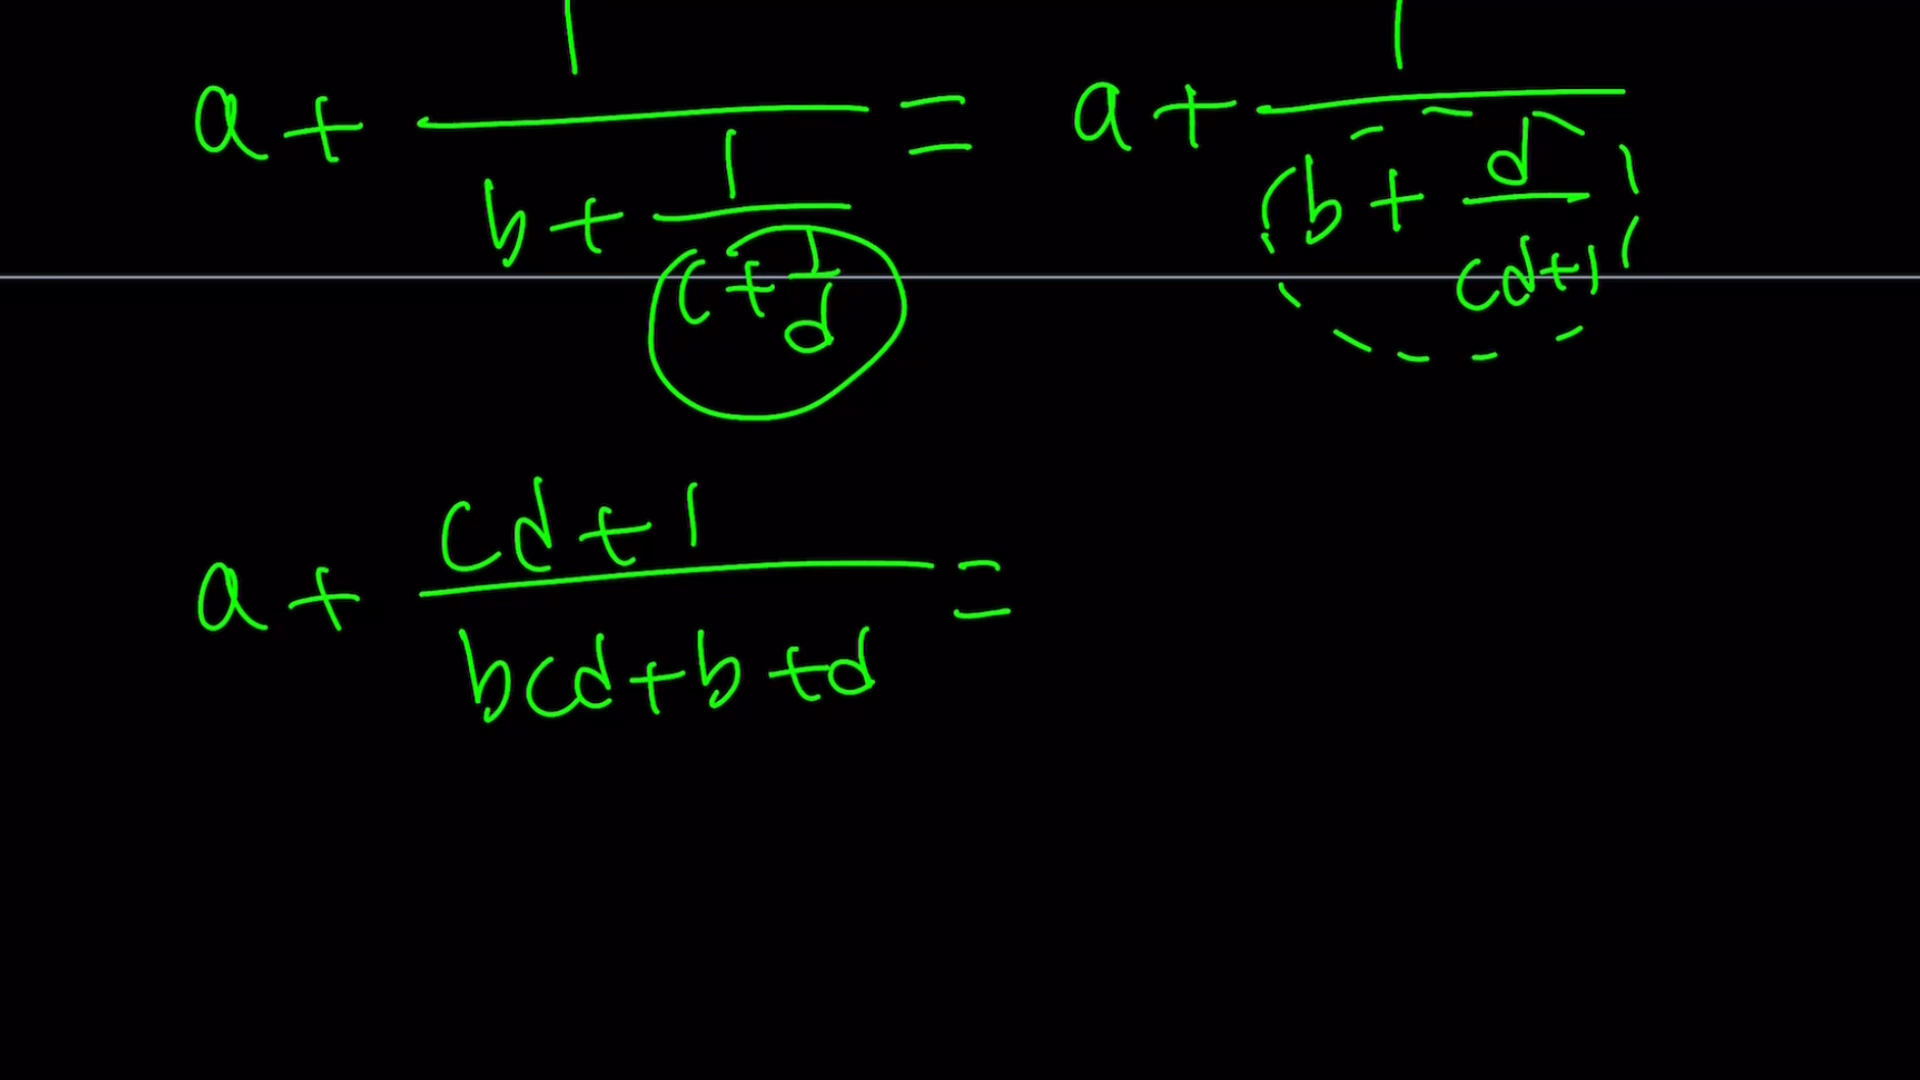 a + 1/(b + 1/(c + 1/d)) = a + 1/(b + d/(cd+1))
a + (cd+1)/(bcd+b+d) =